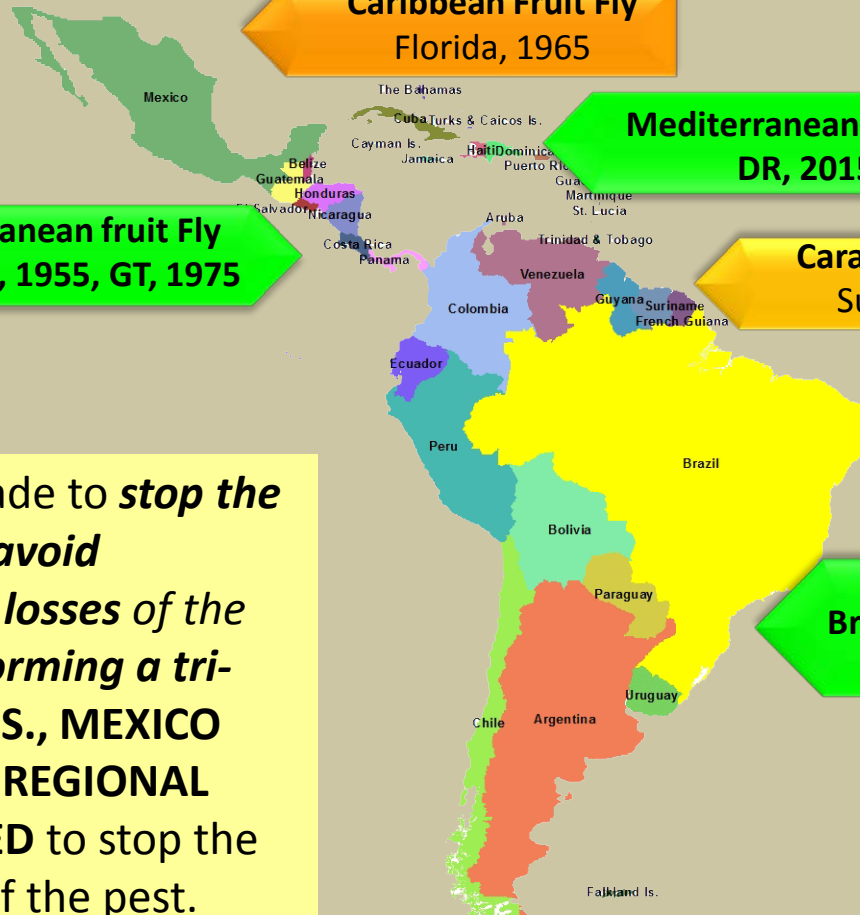 Caribbean Fruit Fly
Florida, 1965
Mexico
The Bahamas
Cuba
Turks & Caicos Is.
Cayman Is.
Jamaica
Haiti
Dominica
Puerto Ric
Gua
Martinique
St. Lucia
Mediterranean
DR, 2015
Belize
Guatemala
Honduras
El Salvador
Nicaragua
Costa Rica
Panama
Aruba
Trinidad & Tobago
anean fruit Fly
, 1955, GT, 1975
Venezuela
Colombia
Guyana
Suriname
French Guiana
Cara
Su
Ecuador
Peru
Brazil
Bolivia
Paraguay
Br
Uruguay
Chile
Argentina
Falkland Is.
ade to stop the
avoid
losses of the
orming a tri-
S., MEXICO
REGIONAL
ED to stop the
f the pest.